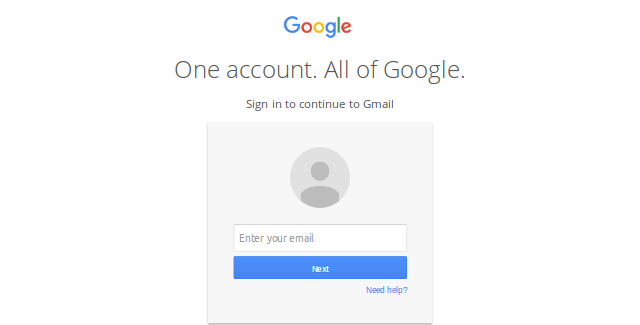 Google
One account. All of Google.
Sign in to continue to Gmail
Enter your email
Next
Need help?